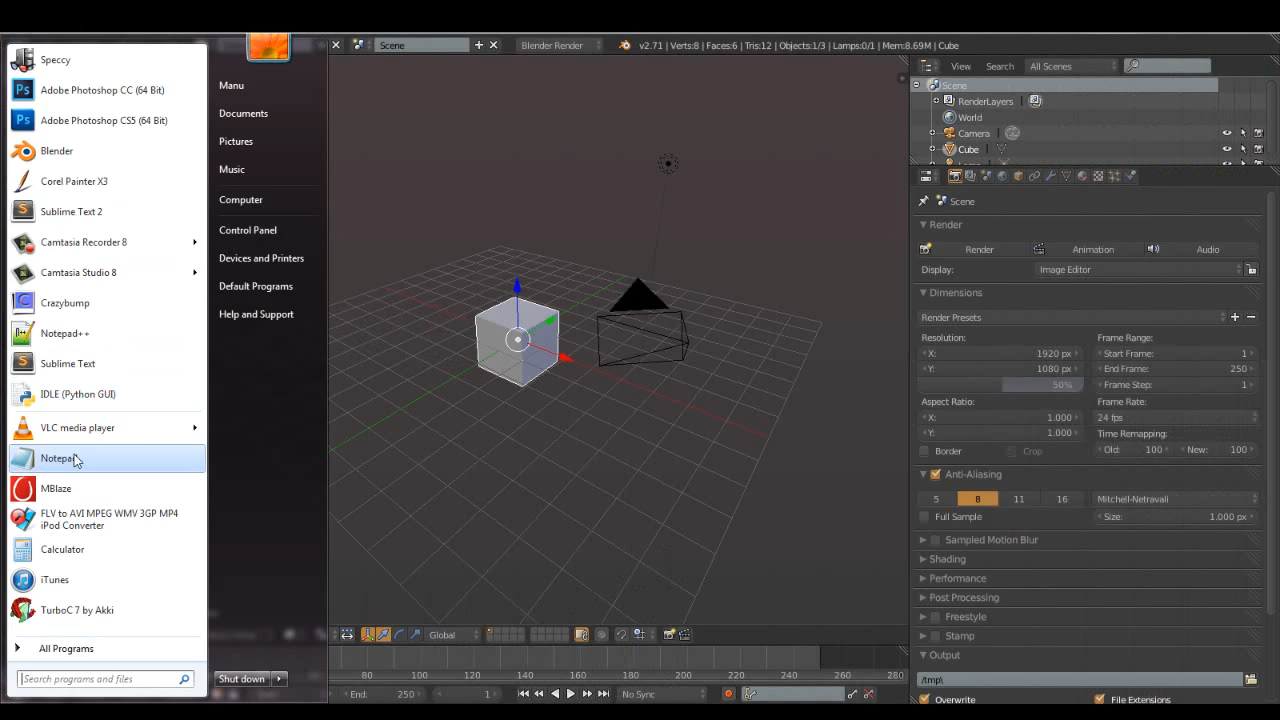 Speccy
Adobe Photoshop CC (64 Bit)
Adobe Photoshop CS5 (64 Bit)
Blender
Corel Painter X3
Sublime Text 2
Camtasia Recorder 8
Camtasia Studio 8
Crazybump
Notepad++
Sublime Text
IDLE (Python GUI)
VLC media player
Notepad
MBlaze
FLV to AVI MPEG WMV 3GP MP4
iPod Converter
Calculator
iTunes
TurboC 7 by Akki
All Programs
Search programs and files
Manu
Documents
Pictures
Music
Computer
Control Panel
Devices and Printers
Default Programs
Help and Support
Shut down
Scene
Blender Render
v2.71 | Verts:8 | Faces:6 | Tris:12 | Objects:1/3 | Lamps:0/1 | Mem:8.69M | Cube
Global
80 100 120 140 160 180 200 220 240 260 280
End: 250
1
No Sync
View Search All Scenes
Scene
RenderLayers
World
Camera
Cube
Scene
Render
Render Animation Audio
Display: Image Editor
Dimensions
Render Presets
Resolution: Frame Range:
X: 1920 px Start Frame: 1
Y: 1080 px End Frame: 250
50% Frame Step: 1
Aspect Ratio: Frame Rate:
X: 1.000 24 fps
Y: 1.000 Time Remapping:
Border Crop Old: 100 New: 100
Anti-Aliasing
5 8 11 16 Mitchell-Netravali
Full Sample Size: 1.000 px
Sampled Motion Blur
Shading
Performance
Post Processing
Freestyle
Stamp
Output
/tmp\
Overwrite File Extensions